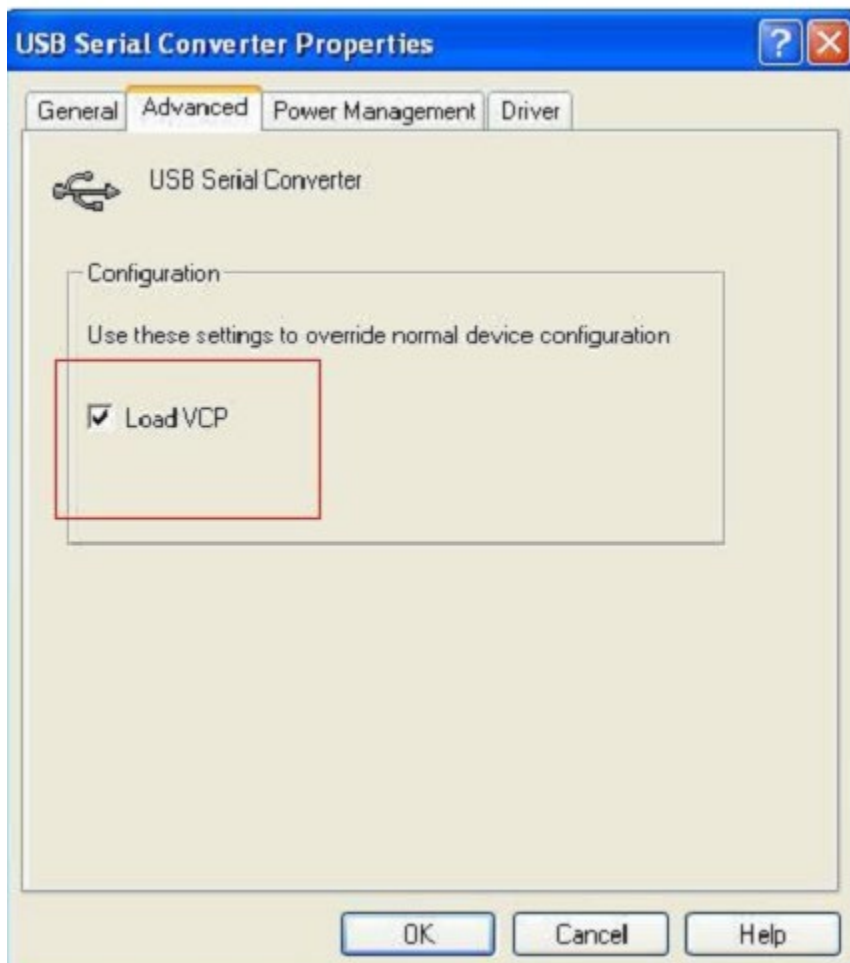 USB Serial Converter Properties
General Advanced Power Management Driver
USB Serial Converter
Configuration
Use these settings to override normal device configuration
Load VCP
OK Cancel Help